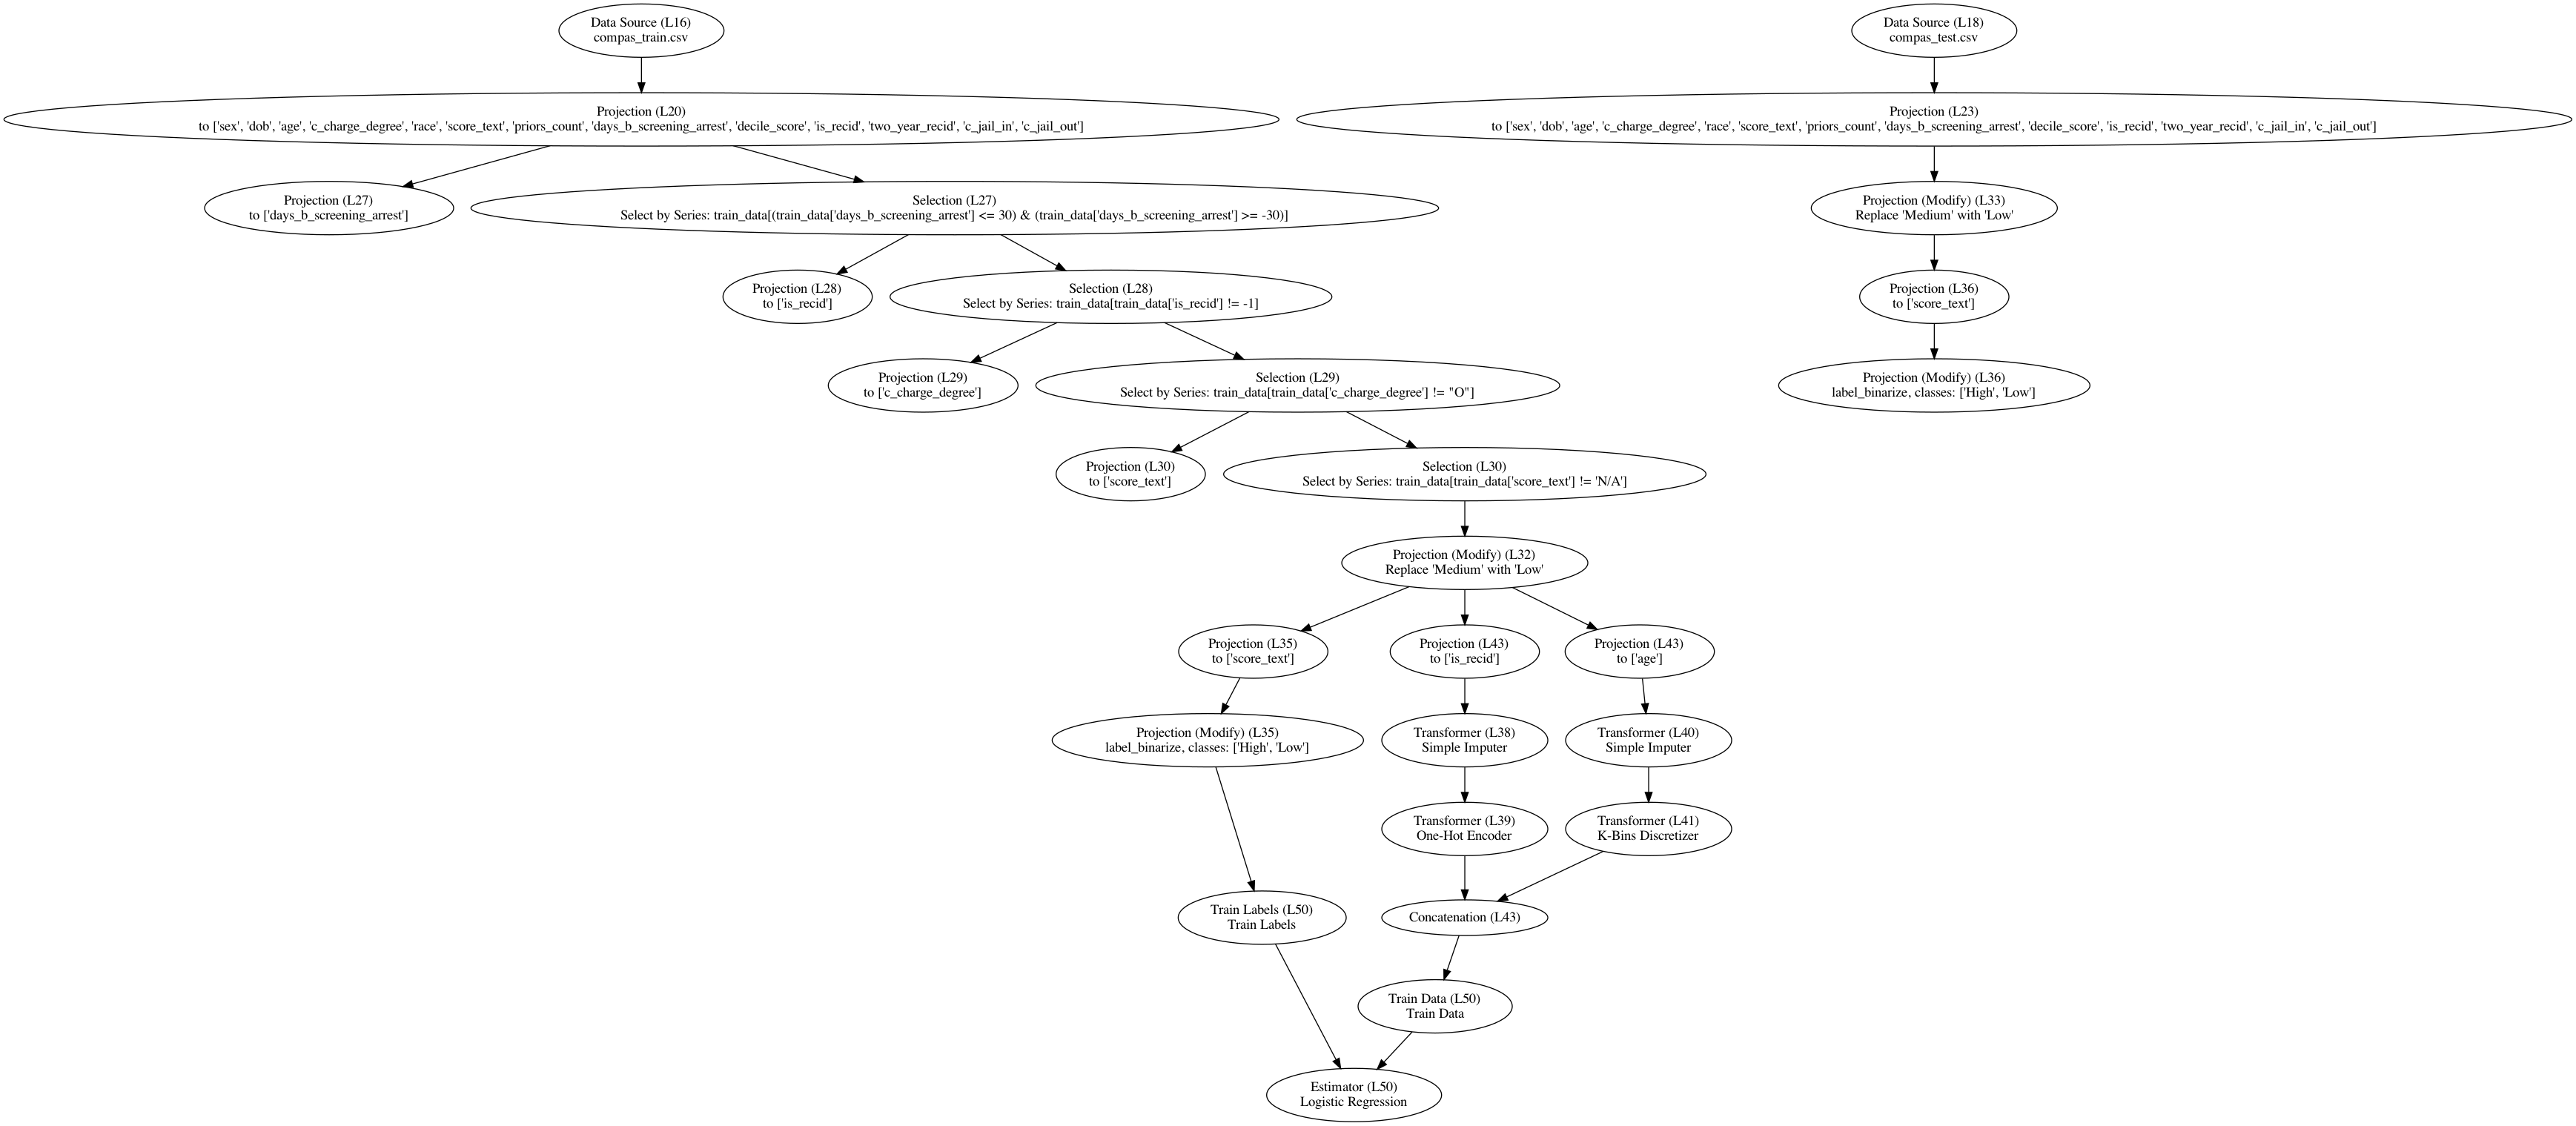 Data Source (L16)
compas_train.csv
Data Source (L18)
compas_test.csv
Projection (L20)
to ['sex', 'dob', 'age', 'c_charge_degree', 'race', 'score_text', 'priors_count', 'days_b_screening_arrest', 'decile_score', 'is_recid', 'two_year_recid', 'c_jail_in', 'c_jail_out']
Projection (L23)
to ['sex', 'dob', 'age', 'c_charge_degree', 'race', 'score_text', 'priors_count', 'days_b_screening_arrest', 'decile_score', 'is_recid', 'two_year_recid', 'c_jail_in', 'c_jail_out']
Projection (L27)
to ['days_b_screening_arrest']
Selection (L27)
Select by Series: train_data[(train_data['days_b_screening_arrest'] <= 30) & (train_data['days_b_screening_arrest'] >= -30)]
Projection (Modify) (L33)
Replace 'Medium' with 'Low'
Projection (L28)
to ['is_recid']
Selection (L28)
Select by Series: train_data[train_data['is_recid'] != -1]
Projection (L36)
to ['score_text']
Projection (L29)
to ['c_charge_degree']
Selection (L29)
Select by Series: train_data[train_data['c_charge_degree'] != "O"]
Projection (Modify) (L36)
label_binarize, classes: ['High', 'Low']
Projection (L30)
to ['score_text']
Selection (L30)
Select by Series: train_data[train_data['score_text'] != 'N/A']
Projection (Modify) (L32)
Replace 'Medium' with 'Low'
Projection (L35)
to ['score_text']
Projection (L43)
to ['is_recid']
Projection (L43)
to ['age']
Projection (Modify) (L35)
label_binarize, classes: ['High', 'Low']
Transformer (L38)
Simple Imputer
Transformer (L40)
Simple Imputer
Transformer (L39)
One-Hot Encoder
Transformer (L41)
K-Bins Discretizer
Train Labels (L50)
Train Labels
Concatenation (L43)
Train Data (L50)
Train Data
Estimator (L50)
Logistic Regression